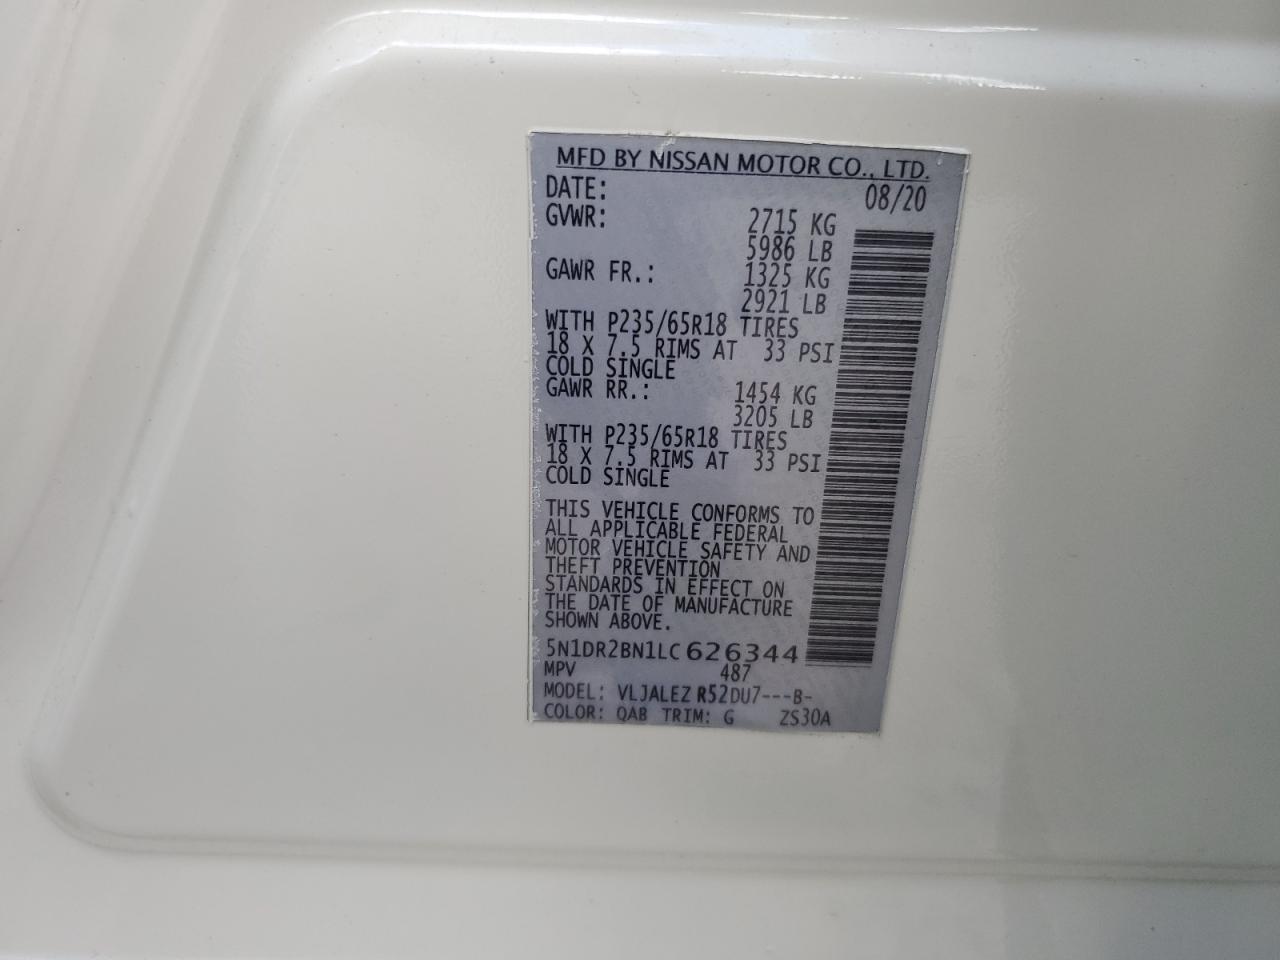 MFD BY NISSAN MOTOR CO., LTD.
DATE: 08/20
GVWR: 2715 KG
5986 LB
GAWR FR.: 1325 KG
2921 LB
WITH P235/65R18 TIRES
18 X 7.5 RIMS AT 33 PSI
COLD SINGLE
GAWR RR.: 1454 KG
3205 LB
WITH P235/65R18 TIRES
18 X 7.5 RIMS AT 33 PSI
COLD SINGLE
THIS VEHICLE CONFORMS TO
ALL APPLICABLE FEDERAL
MOTOR VEHICLE SAFETY AND
THEFT PREVENTION
STANDARDS IN EFFECT ON
THE DATE OF MANUFACTURE
SHOWN ABOVE.
5N1DR2BN1LC626344
MPV 487
MODEL: VLJALEZ R52DU7---B-
COLOR: QAB TRIM: G ZS30A